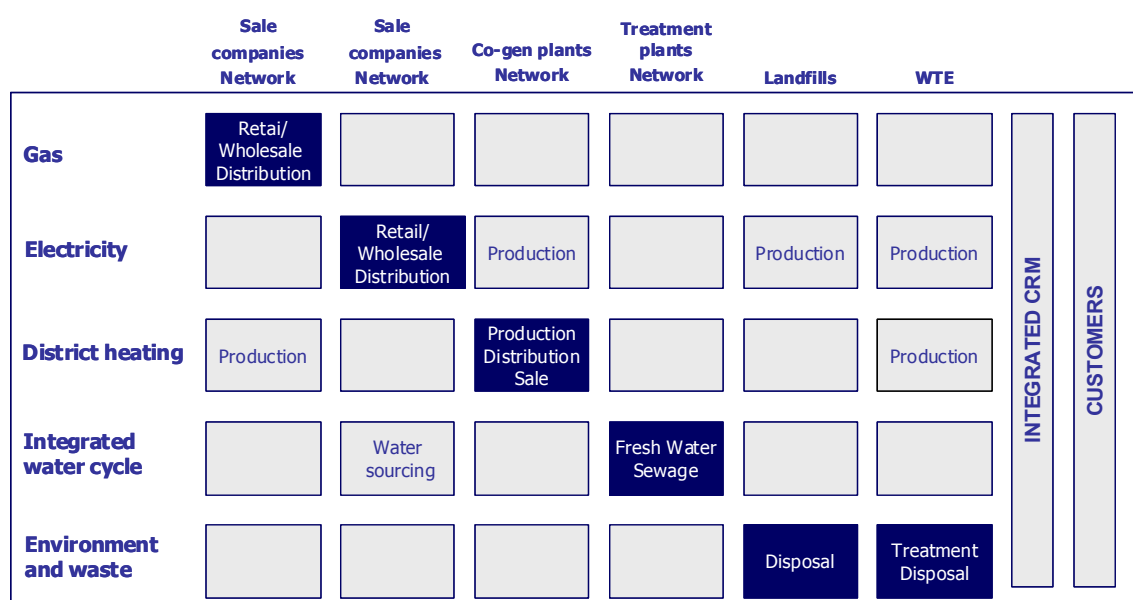 Sale
companies
Network
Sale
companies
Network
Co-gen plants
Network
Treatment
plants
Network
Landfills
WTE
Gas
Retai/
Wholesale
Distribution
Electricity
Retail/
Wholesale
Distribution
Production
Production
Production
District heating
Production
Production
Distribution
Sale
Production
Integrated
water cycle
Water
sourcing
Fresh Water
Sewage
Environment
and waste
Disposal
Treatment
Disposal
INTEGRATED CRM
CUSTOMERS